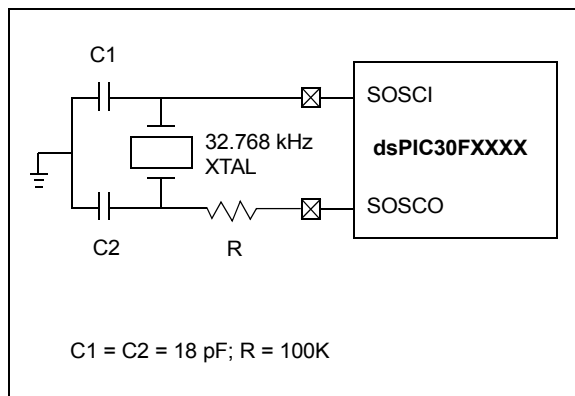 C1
SOSCI
32.768 kHz
XTAL
dsPIC30FXXXX
SOSCO
C2
R
C1 = C2 = 18 pF; R = 100K